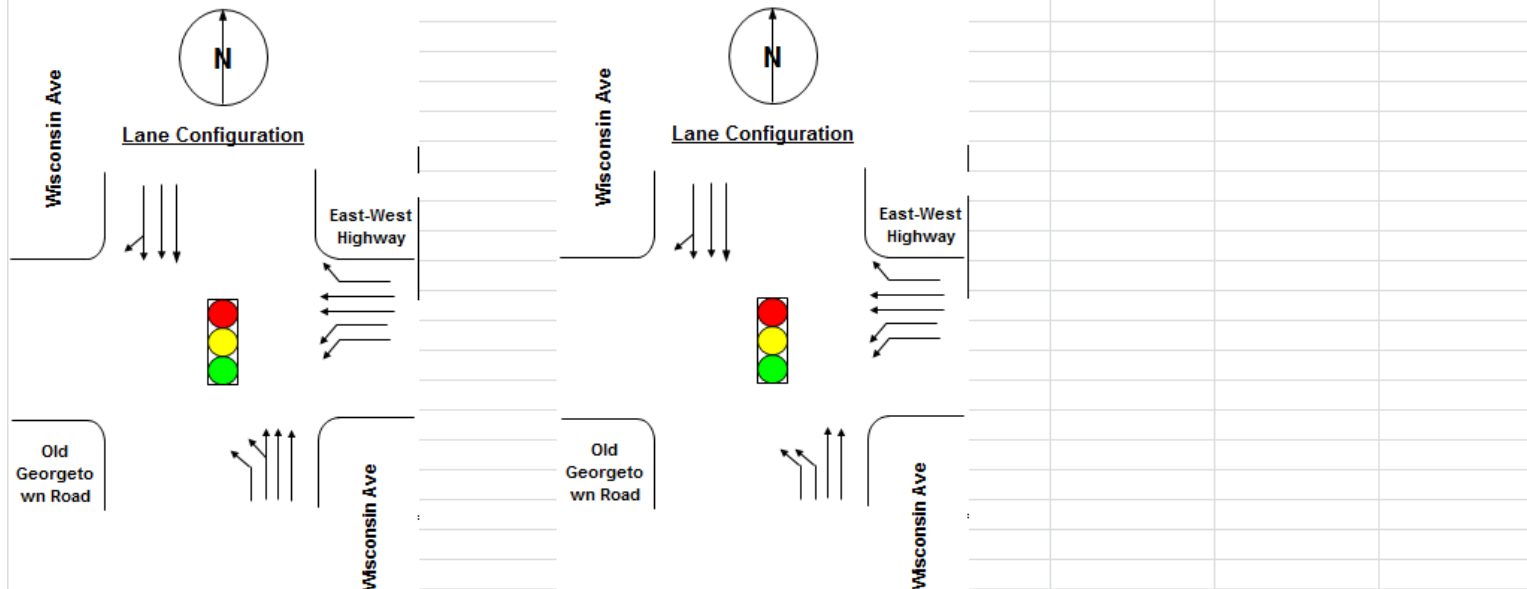 N
Wisconsin Ave
Lane Configuration
East-West
Highway
Old
Georgeto
wn Road
Wisconsin Ave
N
Wisconsin Ave
Lane Configuration
East-West
Highway
Old
Georgeto
wn Road
Wisconsin Ave